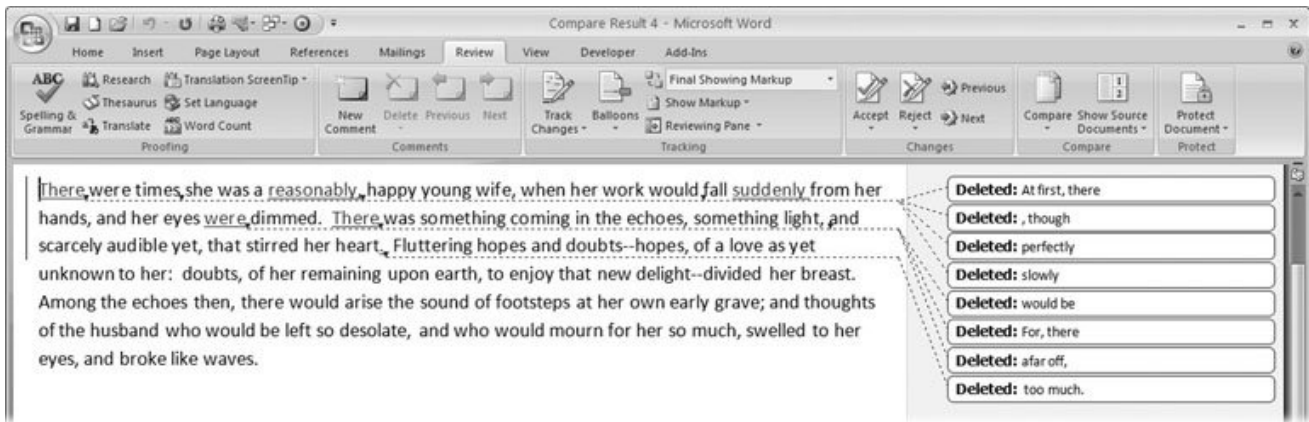 Compare Result 4 - Microsoft Word
Home Insert Page Layout References Mailings Review View Developer Add-Ins
ABC Research Translation ScreenTip Final Showing Markup Previous
Thesaurus Set Language Show Markup Next
Spelling & Grammar Translate Word Count New Comment Delete Previous Next Track Changes Balloons Reviewing Pane Accept Reject Compare Show Source Documents Protect Document
Proofing Comments Tracking Changes Compare Protect
There were times, she was a reasonably happy young wife, when her work would fall suddenly from her
hands, and her eyes were dimmed. There was something coming in the echoes, something light, and
scarcely audible yet, that stirred her heart. Fluttering hopes and doubts--hopes, of a love as yet
unknown to her: doubts, of her remaining upon earth, to enjoy that new delight--divided her breast.
Among the echoes then, there would arise the sound of footsteps at her own early grave; and thoughts
of the husband who would be left so desolate, and who would mourn for her so much, swelled to her
eyes, and broke like waves.
Deleted: At first, there
Deleted: , though
Deleted: perfectly
Deleted: slowly
Deleted: would be
Deleted: For, there
Deleted: afar off,
Deleted: too much.